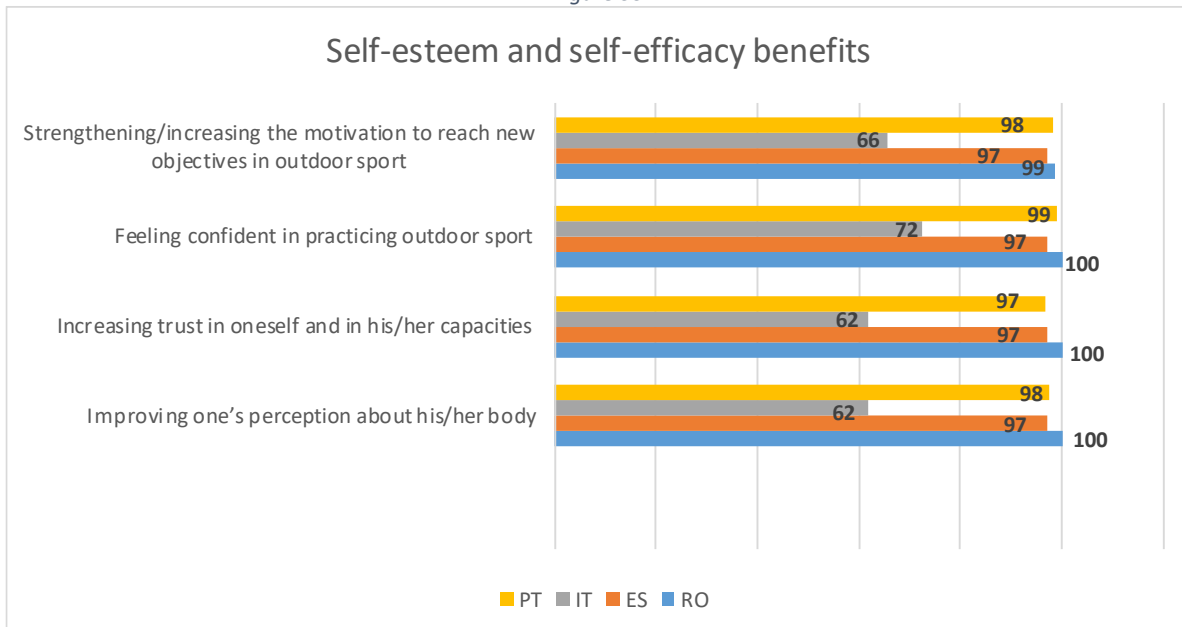 Self-esteem and self-efficacy benefits
Strengthening/increasing the motivation to reach new
objectives in outdoor sport
98
66
97
99
Feeling confident in practicing outdoor sport
99
72
97
100
Increasing trust in oneself and in his/her capacities
97
62
97
100
Improving one’s perception about his/her body
98
62
97
100
PT IT ES RO